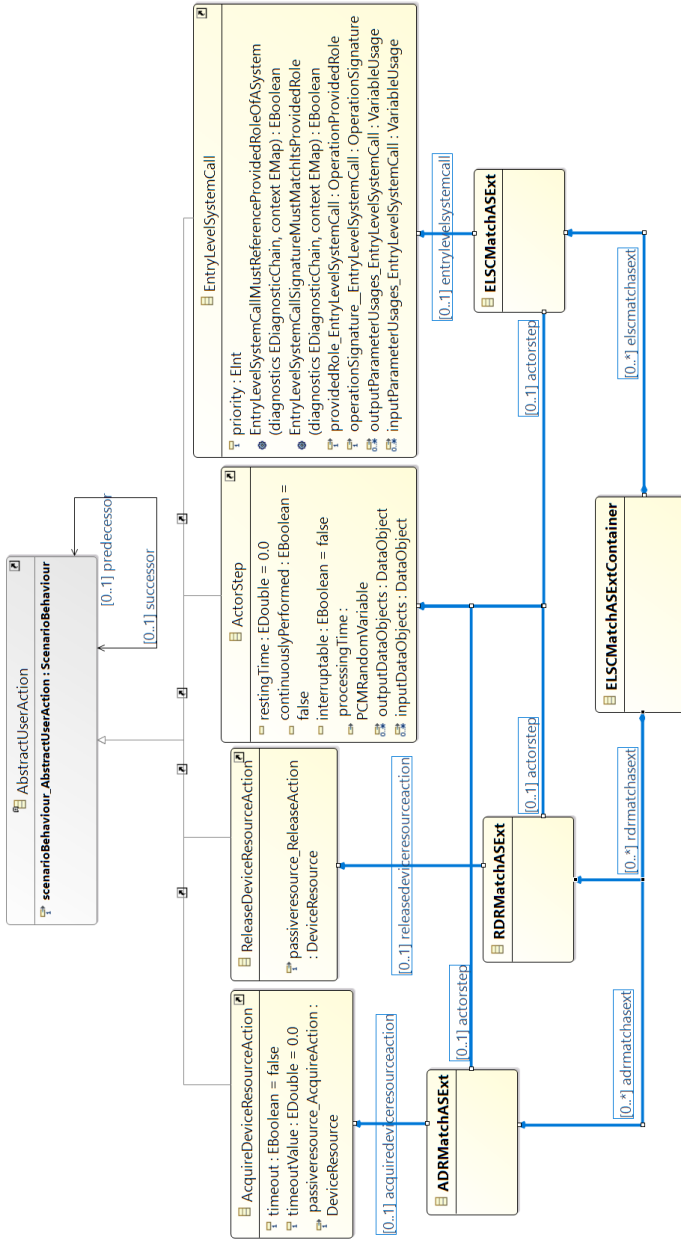 AbstractUserAction
scenarioBehaviour_AbstractUserAction : ScenarioBehaviour
[0..1] predecessor
[0..1] successor
AcquireDeviceResourceAction
timeout : EBoolean = false
timeoutValue : EDouble = 0.0
passiveresource_AcquireAction :
DeviceResource
ReleaseDeviceResourceAction
passiveresource_ReleaseAction
: DeviceResource
ActorStep
restingTime : EDouble = 0.0
continuouslyPerformed : EBoolean =
false
interruptable : EBoolean = false
processingTime :
PCMRandomVariable
outputDataObjects : DataObject
inputDataObjects : DataObject
EntryLevelSystemCall
priority : EInt
EntryLevelSystemCallMustReferenceProvidedRoleOfASystem
(diagnostics EDiagnosticChain, context EMap) : EBoolean
EntryLevelSystemCallSignatureMustMatchItsProvidedRole
(diagnostics EDiagnosticChain, context EMap) : EBoolean
providedRole_EntryLevelSystemCall : OperationProvidedRole
operationSignature__EntryLevelSystemCall : OperationSignature
outputParameterUsages_EntryLevelSystemCall : VariableUsage
inputParameterUsages_EntryLevelSystemCall : VariableUsage
[0..1] acquiredeviceresourceaction
[0..1] releasedeviceresourceaction
[0..1] entrylevelsystemcall
[0..1] actorstep
[0..1] actorstep
[0..1] actorstep
ADRMatchASExt
RDRMatchASExt
ELSCMatchASExt
[0..*] adrmatchasext
[0..*] rdrmatchasext
[0..*] elscmatchasext
ELSCMatchASExtContainer